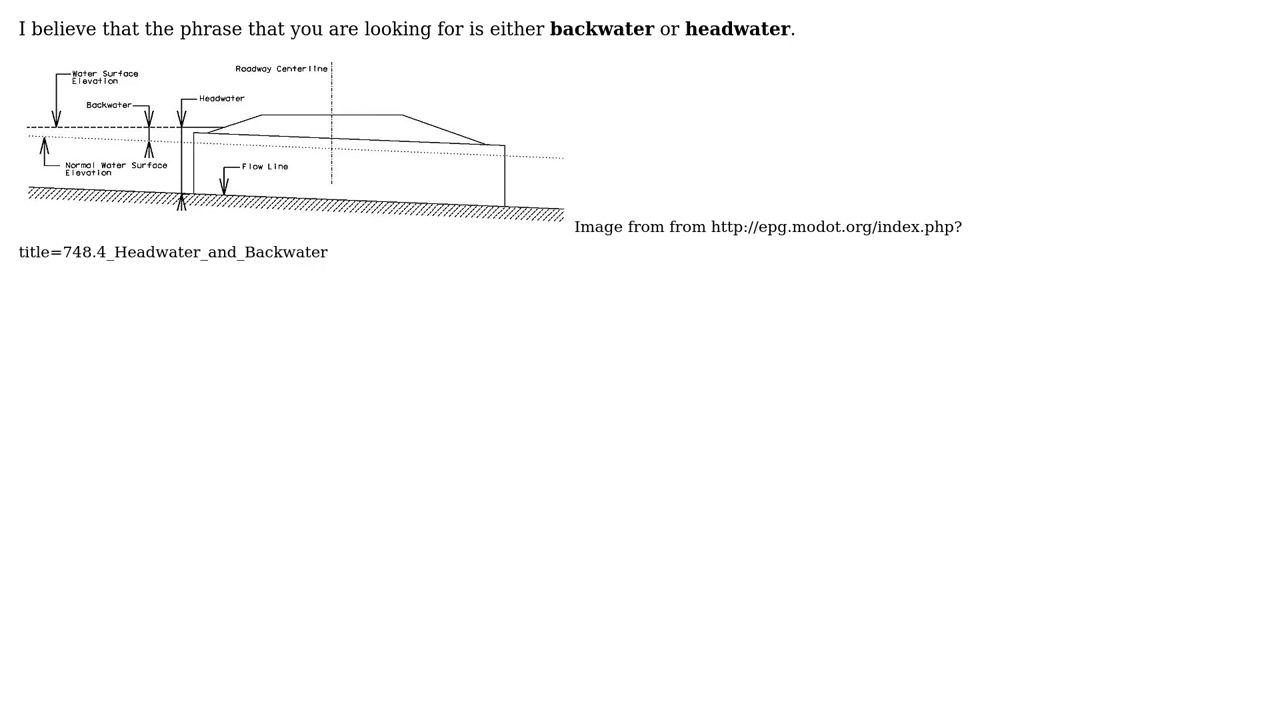 I believe that the phrase that you are looking for is either backwater or headwater.
Roadway Centerline
Water Surface
Elevation
Backwater
Headwater
Normal Water Surface
Elevation
Flow Line
Image from from http://epg.modot.org/index.php?
title=748.4_Headwater_and_Backwater